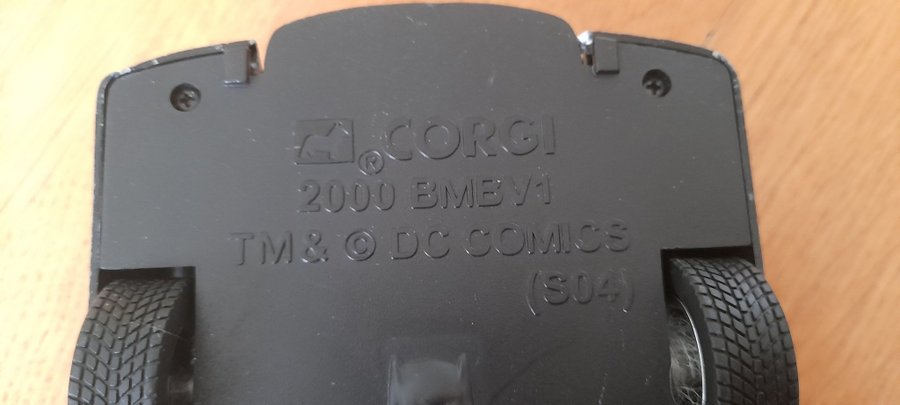 ® CORGI
2000 BMBV1
TM & © DC COMICS
(S04)